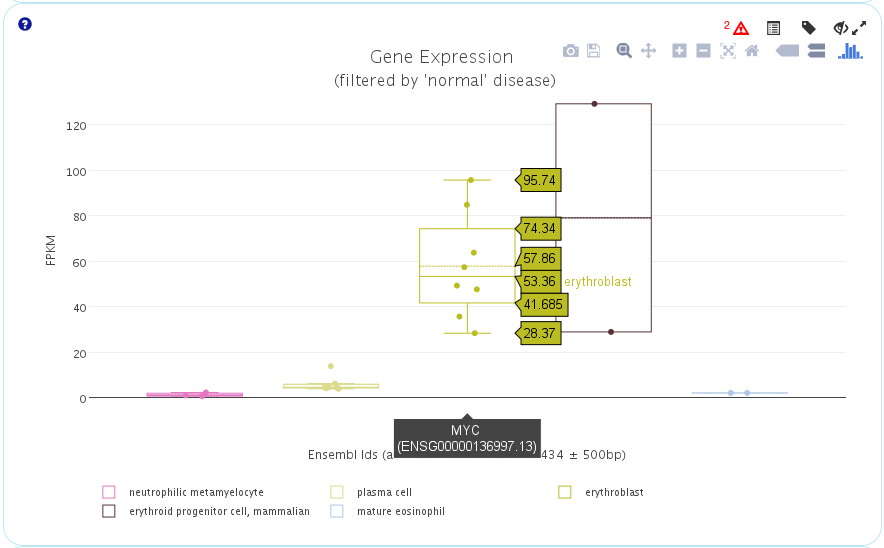 ?
2
Gene Expression
(filtered by 'normal' disease)
FPKM
120
100
80
60
40
20
0
95.74
74.34
57.86
53.36
erythroblast
41.685
28.37
MYC
(ENSG00000136997.13)
Ensembl Ids (a
434 ± 500bp)
neutrophilic metamyelocyte
plasma cell
erythroblast
erythroid progenitor cell, mammalian
mature eosinophil